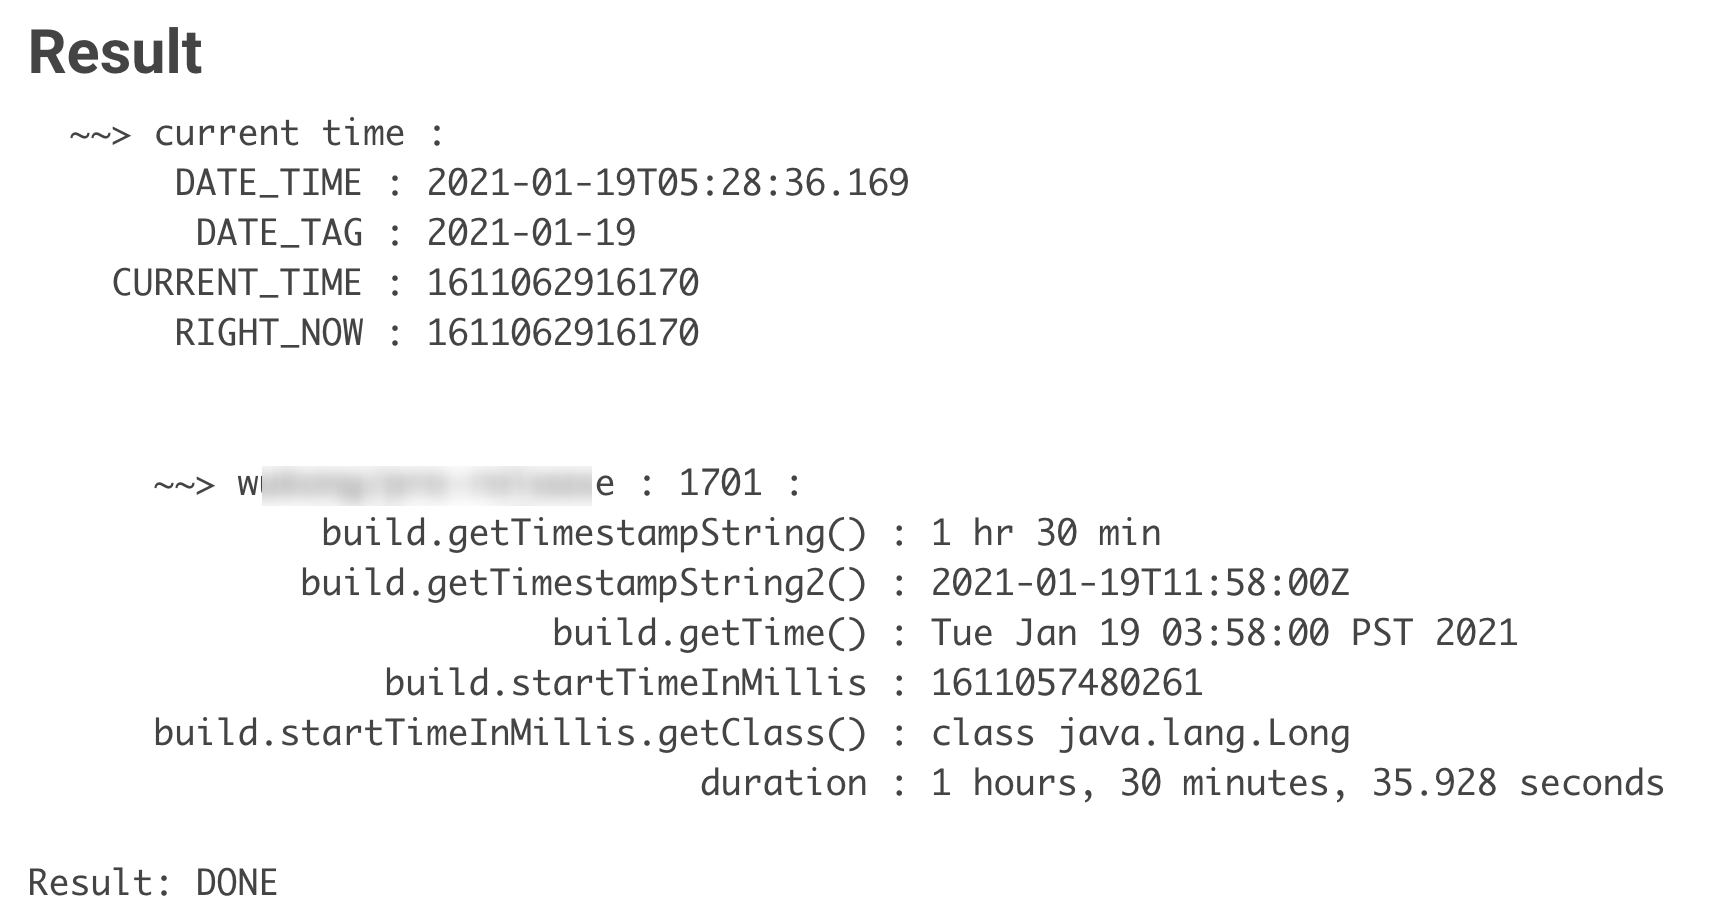 Result
~~> current time :
DATE_TIME : 2021-01-19T05:28:36.169
DATE_TAG : 2021-01-19
CURRENT_TIME : 1611062916170
RIGHT_NOW : 1611062916170
~~> : 1701 :
build.getTimestampString() : 1 hr 30 min
build.getTimestampString2() : 2021-01-19T11:58:00Z
build.getTime() : Tue Jan 19 03:58:00 PST 2021
build.startTimeInMillis : 1611057480261
build.startTimeInMillis.getClass() : class java.lang.Long
duration : 1 hours, 30 minutes, 35.928 seconds
Result: DONE